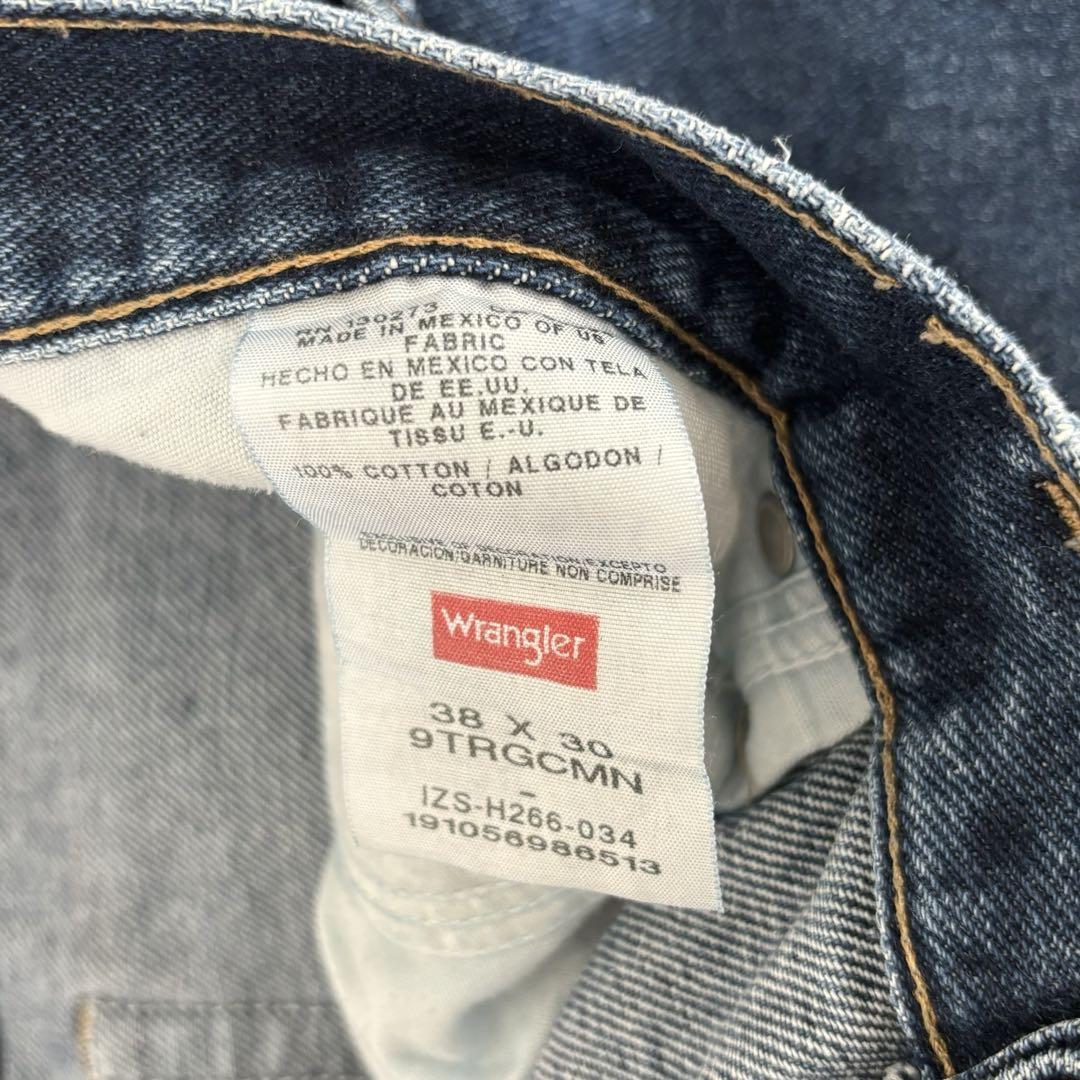 RN 130273
MADE IN MEXICO OF US
FABRIC
HECHO EN MEXICO CON TELA
DE EE.UU.
FABRIQUE AU MEXIQUE DE
TISSU E.-U.
100% COTTON / ALGODON /
COTON
DECORACION/GARNITURE NON COMPRISE
Wrangler
38 X 30
9TRGCMN
-
IZS-H266-034
191056986513